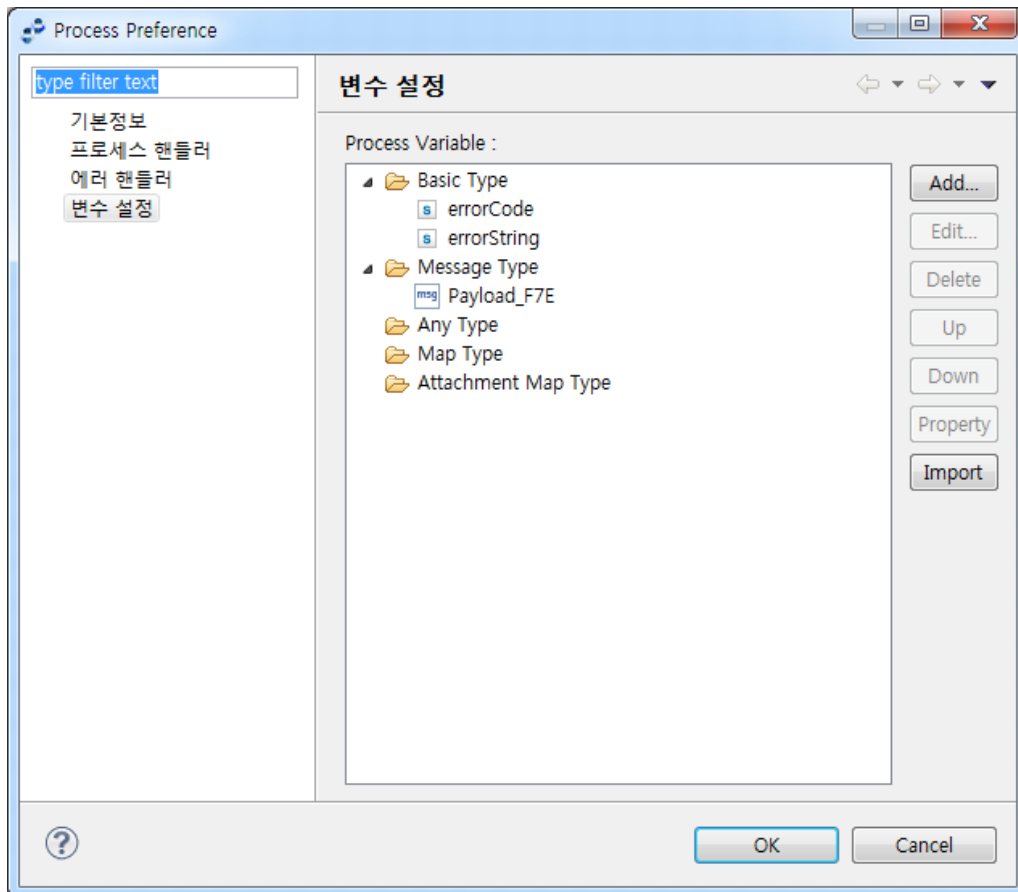 Process Preference
type filter text
기본정보
프로세스 핸들러
에러 핸들러
변수 설정
변수 설정
Process Variable :
Basic Type
s errorCode
s errorString
Message Type
msg Payload_F7E
Any Type
Map Type
Attachment Map Type
Add...
Edit...
Delete
Up
Down
Property
Import
?
OK
Cancel